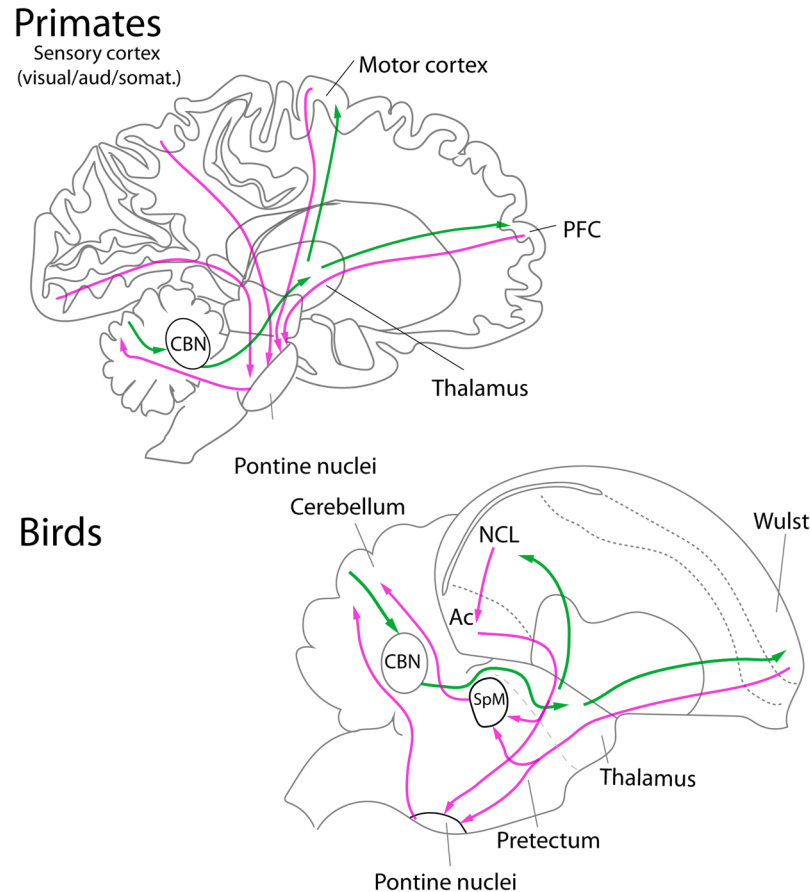 Primates
Sensory cortex
(visual/aud/somat.)
Motor cortex
PFC
CBN
Thalamus
Pontine nuclei
Birds
Cerebellum
Wulst
NCL
Ac
CBN
SpM
Thalamus
Pretectum
Pontine nuclei